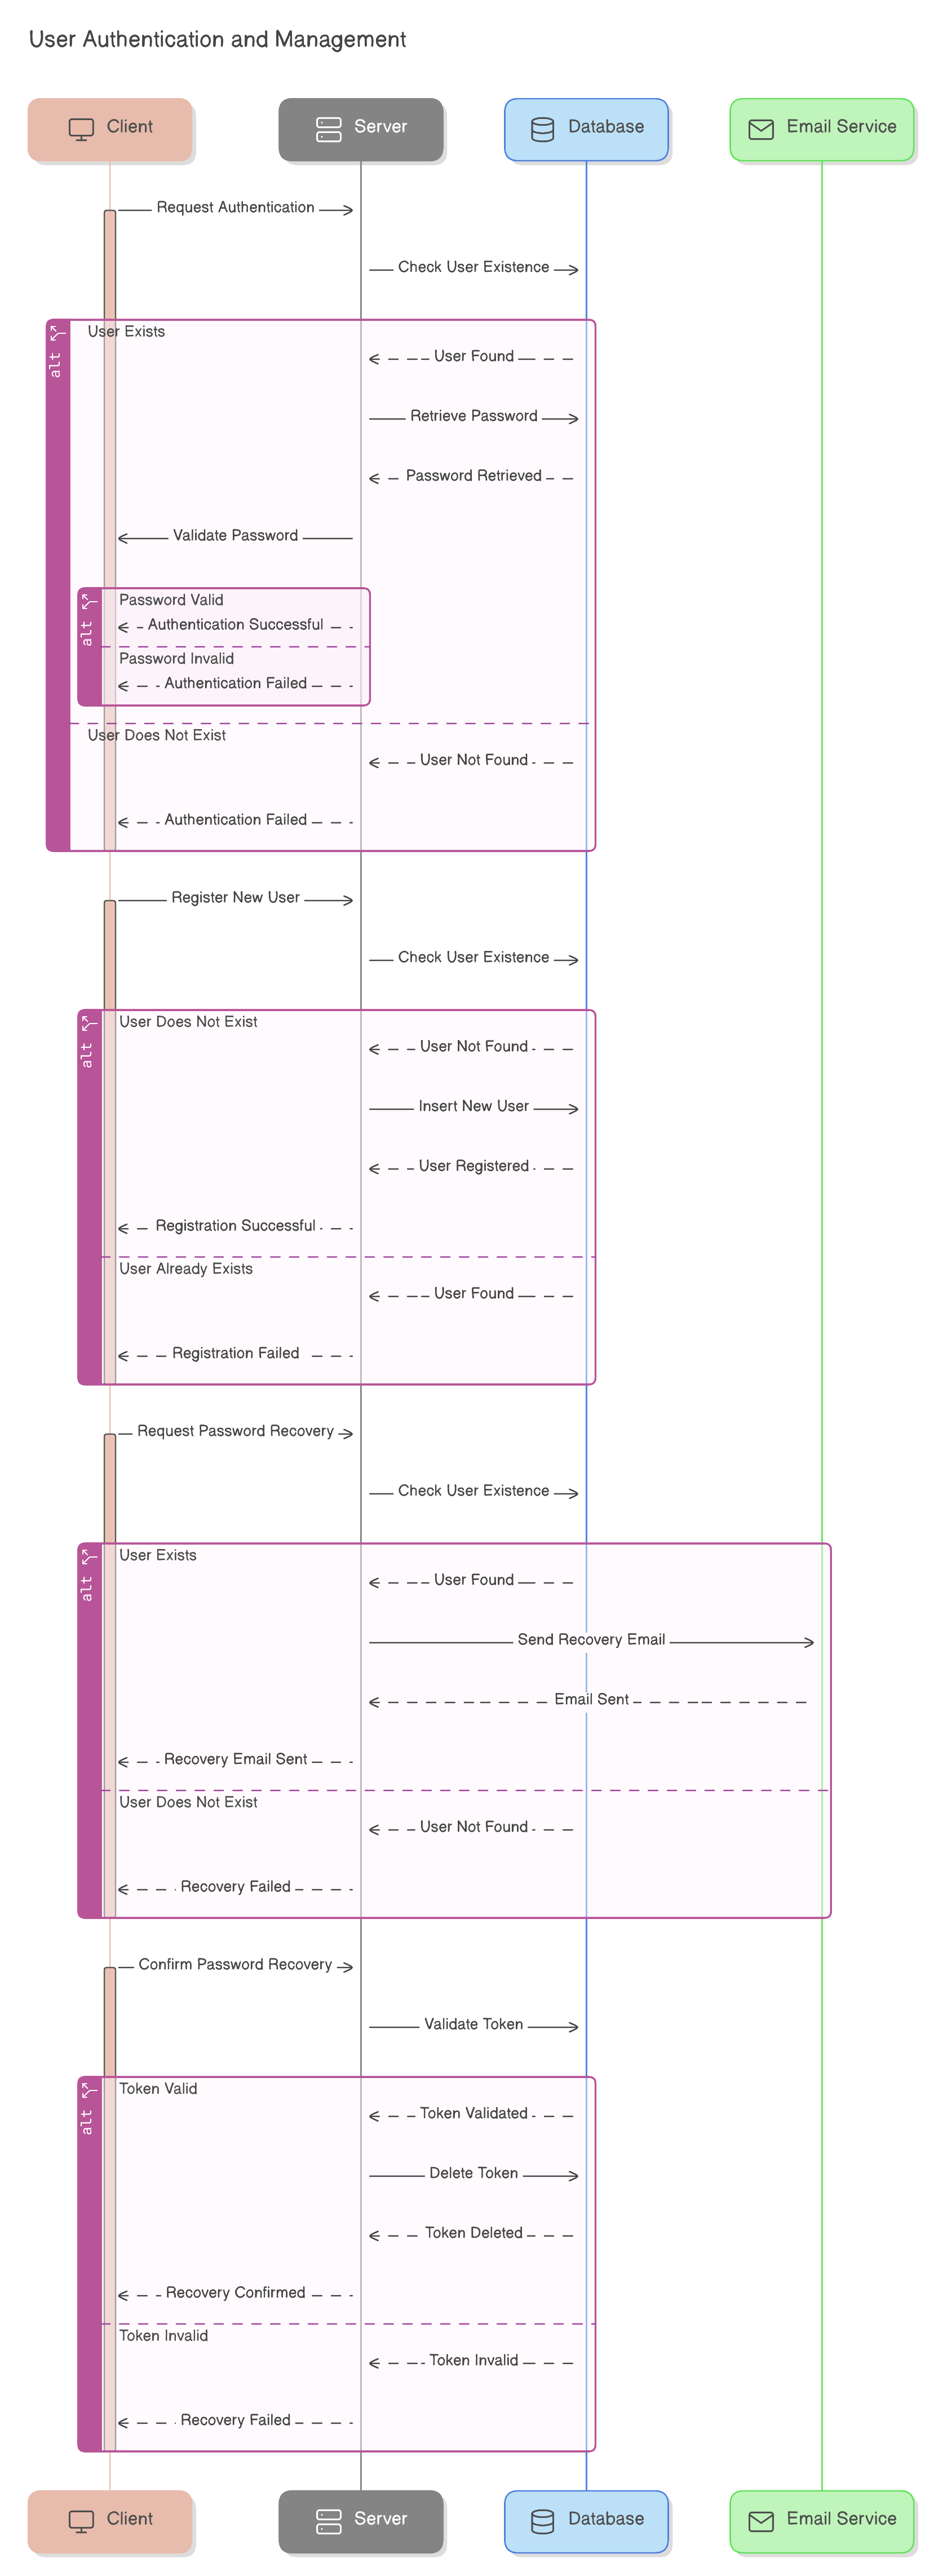 User Authentication and Management
Client
Server
Database
Email Service
Request Authentication
Check User Existence
alt
User Exists
User Found
Retrieve Password
Password Retrieved
Validate Password
alt
Password Valid
Authentication Successful
Password Invalid
Authentication Failed
User Does Not Exist
User Not Found
Authentication Failed
Register New User
Check User Existence
alt
User Does Not Exist
User Not Found
Insert New User
User Registered
Registration Successful
User Already Exists
User Found
Registration Failed
Request Password Recovery
Check User Existence
alt
User Exists
User Found
Send Recovery Email
Email Sent
Recovery Email Sent
User Does Not Exist
User Not Found
Recovery Failed
Confirm Password Recovery
Validate Token
alt
Token Valid
Token Validated
Delete Token
Token Deleted
Recovery Confirmed
Token Invalid
Token Invalid
Recovery Failed
Client
Server
Database
Email Service